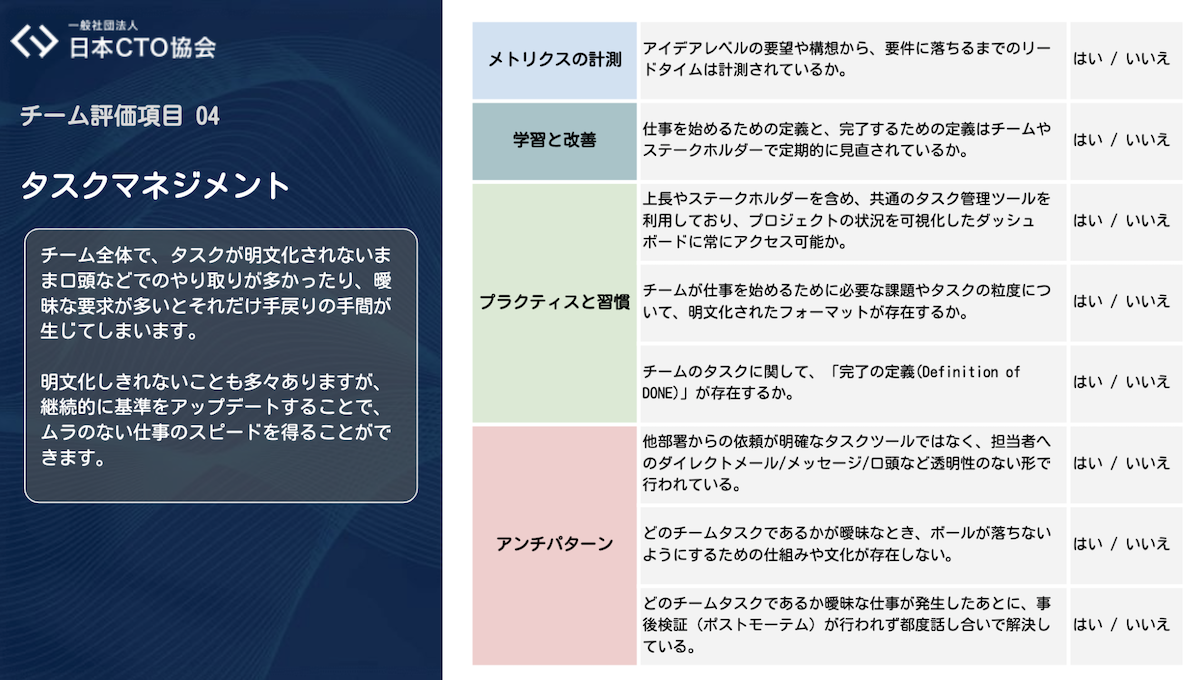 一般社団法人
日本CTO協会
チーム評価項目 04
タスクマネジメント
チーム全体で、タスクが明文化されないま
ま口頭などでのやり取りが多かったり、曖
昧な要求が多いとそれだけ手戻りの手間が
生じてしまいます。
明文化しきれないことも多々ありますが、
継続的に基準をアップデートすることで、
ムラのない仕事のスピードを得ることがで
きます。
メトリクスの計測
アイデアレベルの要望や構想から、要件に落ちるまでのリー
ドタイムは計測されているか。
はい / いいえ
学習と改善
仕事を始めるための定義と、完了するための定義はチームや
ステークホルダーで定期的に見直されているか。
はい / いいえ
プラクティスと習慣
上長やステークホルダーを含め、共通のタスク管理ツールを
利用しており、プロジェクトの状況を可視化したダッシュ
ボードに常にアクセス可能か。
はい / いいえ
チームが仕事を始めるために必要な課題やタスクの粒度につ
いて、明文化されたフォーマットが存在するか。
はい / いいえ
チームのタスクに関して、「完了の定義(Definition of
DONE)」が存在するか。
はい / いいえ
アンチパターン
他部署からの依頼が明確なタスクツールではなく、担当者へ
のダイレクトメール/メッセージ/口頭など透明性のない形で
行われている。
はい / いいえ
どのチームタスクであるかが曖昧なとき、ボールが落ちない
ようにするための仕組みや文化が存在しない。
はい / いいえ
どのチームタスクであるか曖昧な仕事が発生したあとに、事
後検証（ポストモーテム）が行われず都度話し合いで解決し
ている。
はい / いいえ